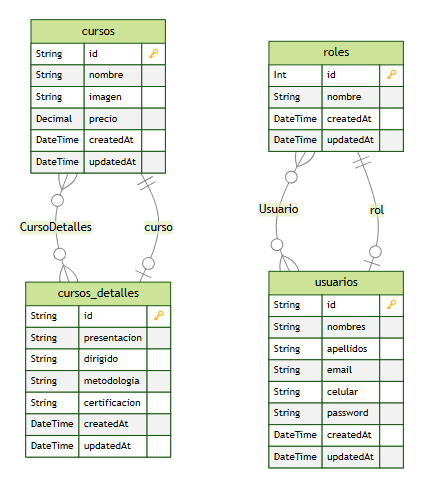 cursos
String id
String nombre
String imagen
Decimal precio
DateTime createdAt
DateTime updatedAt
CursoDetalles
curso
cursos_detalles
String id
String presentacion
String dirigido
String metodologia
String certificacion
DateTime createdAt
DateTime updatedAt
roles
Int id
String nombre
DateTime createdAt
DateTime updatedAt
Usuario
rol
usuarios
String id
String nombres
String apellidos
String email
String celular
String password
DateTime createdAt
DateTime updatedAt